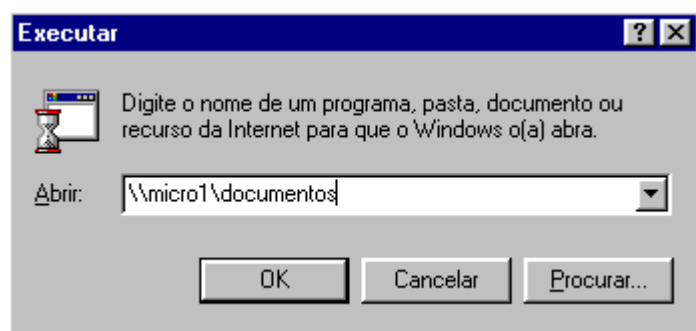 Executar
Digite o nome de um programa, pasta, documento ou
recurso da Internet para que o Windows o(a) abra.
Abrir: \\micro1\documentos
OK Cancelar Procurar...